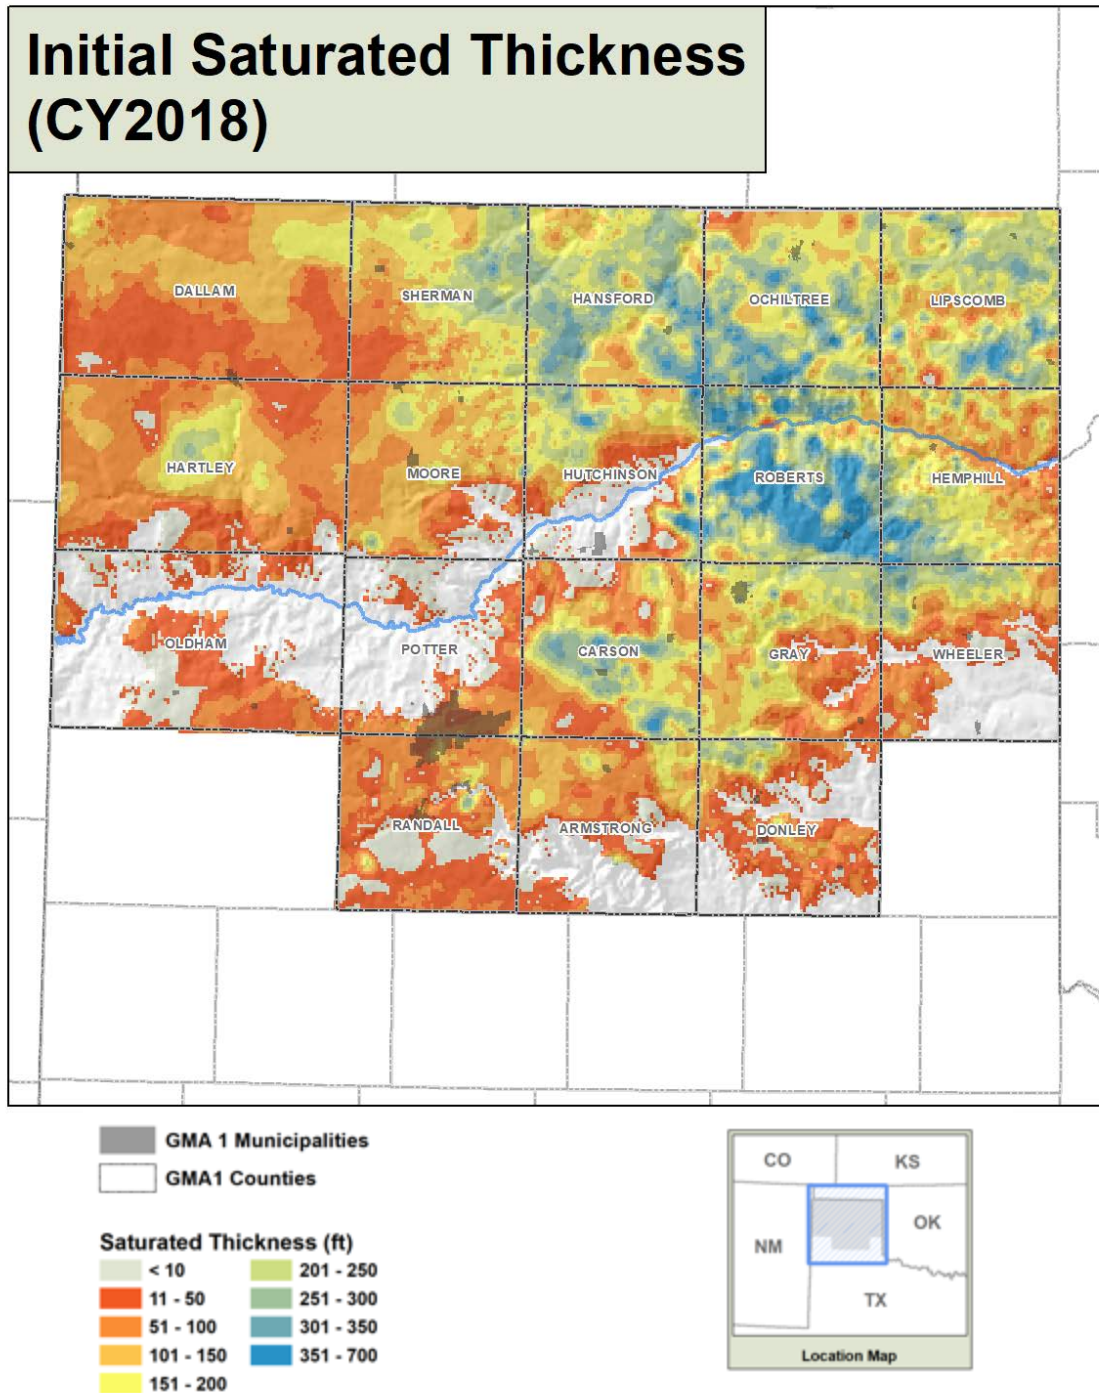 Initial Saturated Thickness
(CY2018)
DALLAM
SHERMAN
HANSFORD
OCHILTREE
LIPSCOMB
HARTLEY
MOORE
HUTCHINSON
ROBERTS
HEMPHILL
OLDHAM
POTTER
CARSON
GRAY
WHEELER
RANDALL
ARMSTRONG
DONLEY
GMA 1 Municipalities
GMA1 Counties
Saturated Thickness (ft)
< 10
11 - 50
51 - 100
101 - 150
151 - 200
201 - 250
251 - 300
301 - 350
351 - 700
CO
KS
NM
OK
TX
Location Map